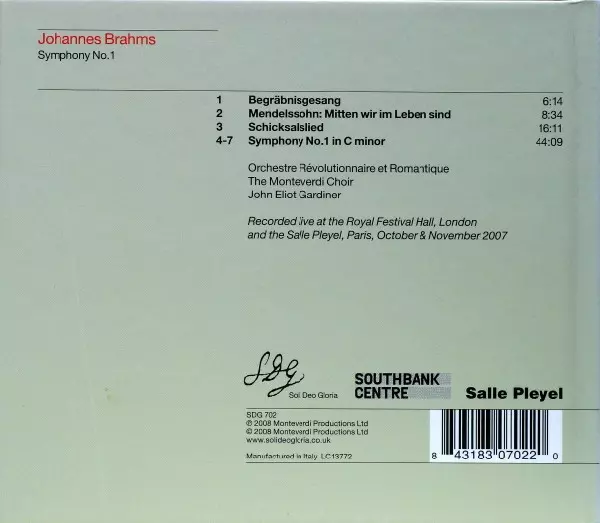 Johannes Brahms
Symphony No.1
1 Begräbnisgesang 6:14
2 Mendelssohn: Mitten wir im Leben sind 8:34
3 Schicksalslied 16:11
4-7 Symphony No.1 in C minor 44:09
Orchestre Révolutionnaire et Romantique
The Monteverdi Choir
John Eliot Gardiner
Recorded live at the Royal Festival Hall, London
and the Salle Pleyel, Paris, October & November 2007
SDG
Sol Deo Gloria
SOUTHBANK
CENTRE
Salle Pleyel
SDG 702
℗ 2008 Monteverdi Productions Ltd
© 2008 Monteverdi Productions Ltd
www.solideogloria.co.uk
Manufactured in Italy. LC13772
8 43183 07022 0